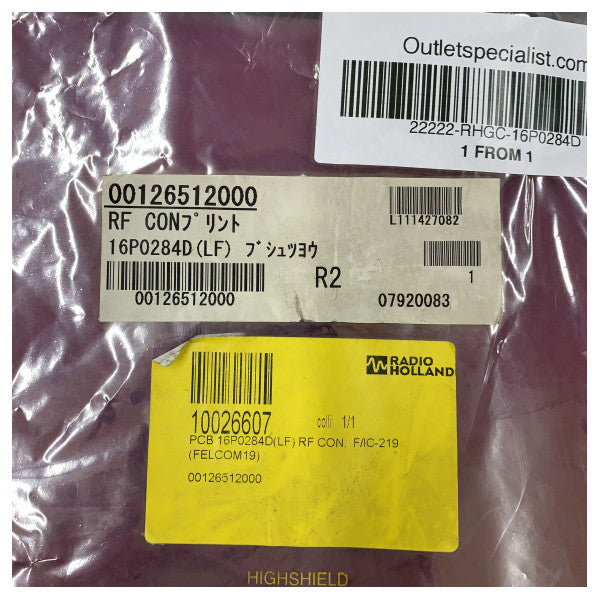 Outletspecialist.com
22222-RHGC-16P0284D
1 FROM 1
00126512000
RF CONプリント
16P0284D(LF) ブシュツヨウ
00126512000
R2
L111427082
1
07920083
RADIO
HOLLAND
10026607
colli: 1/1
PCB 16P0284D(LF) RF CON, F/IC-219
(FELCOM19)
00126512000
HIGHSHIELD